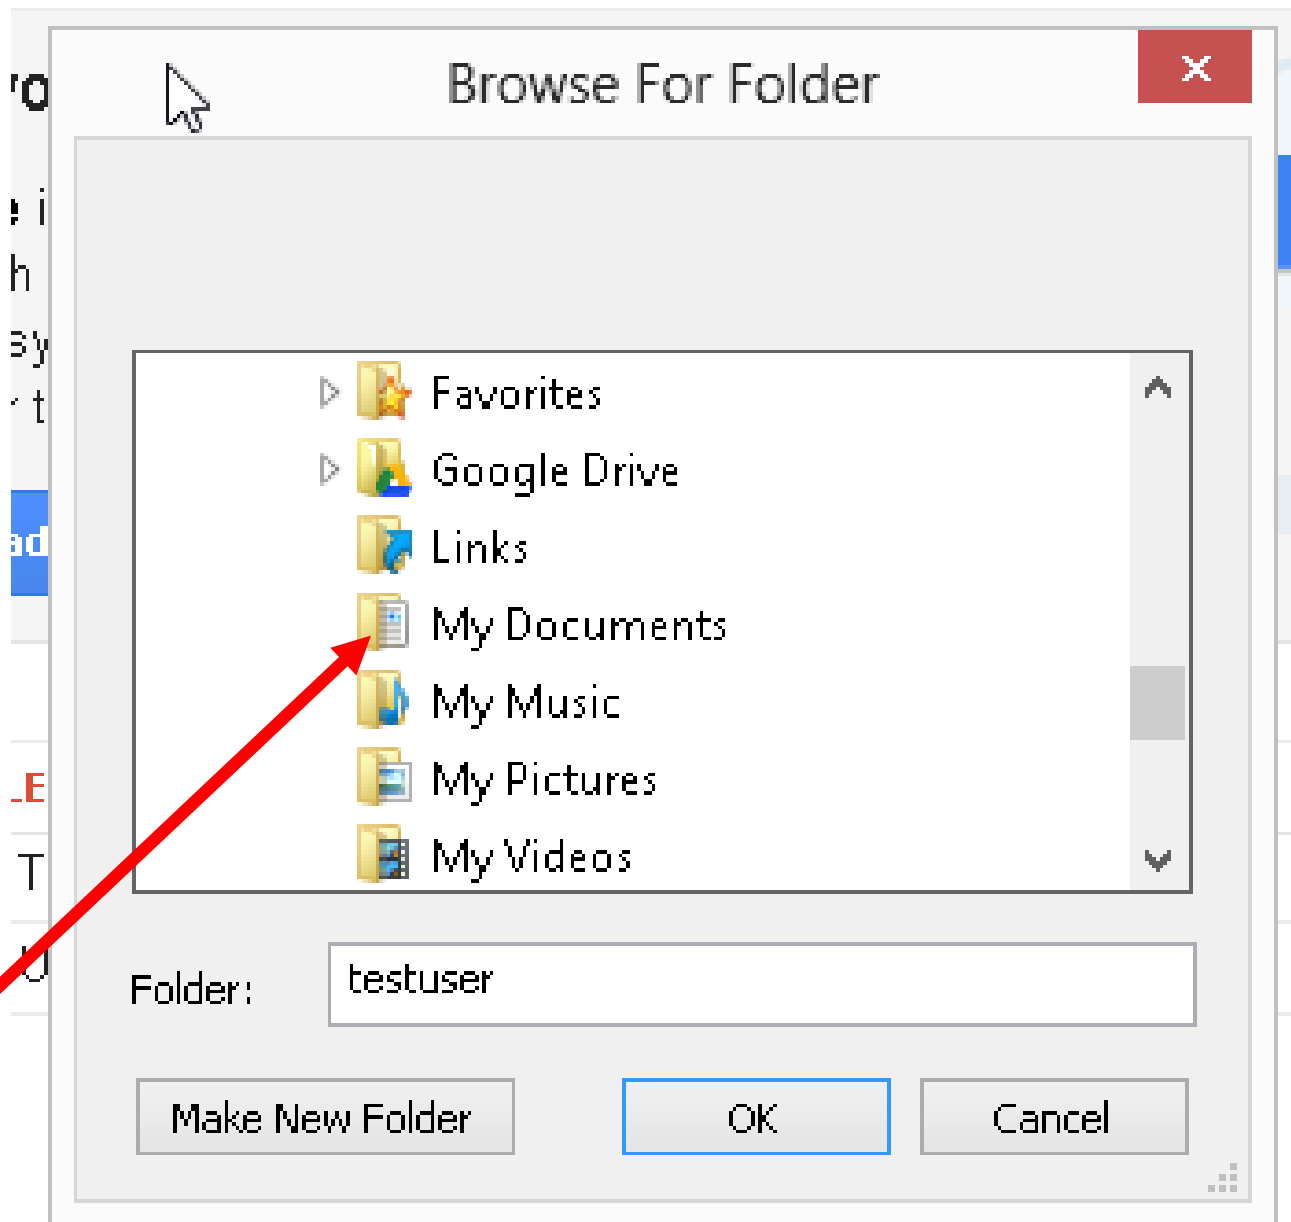 Browse For Folder
Favorites
Google Drive
Links
My Documents
My Music
My Pictures
My Videos
Folder:
testuser
Make New Folder
OK
Cancel